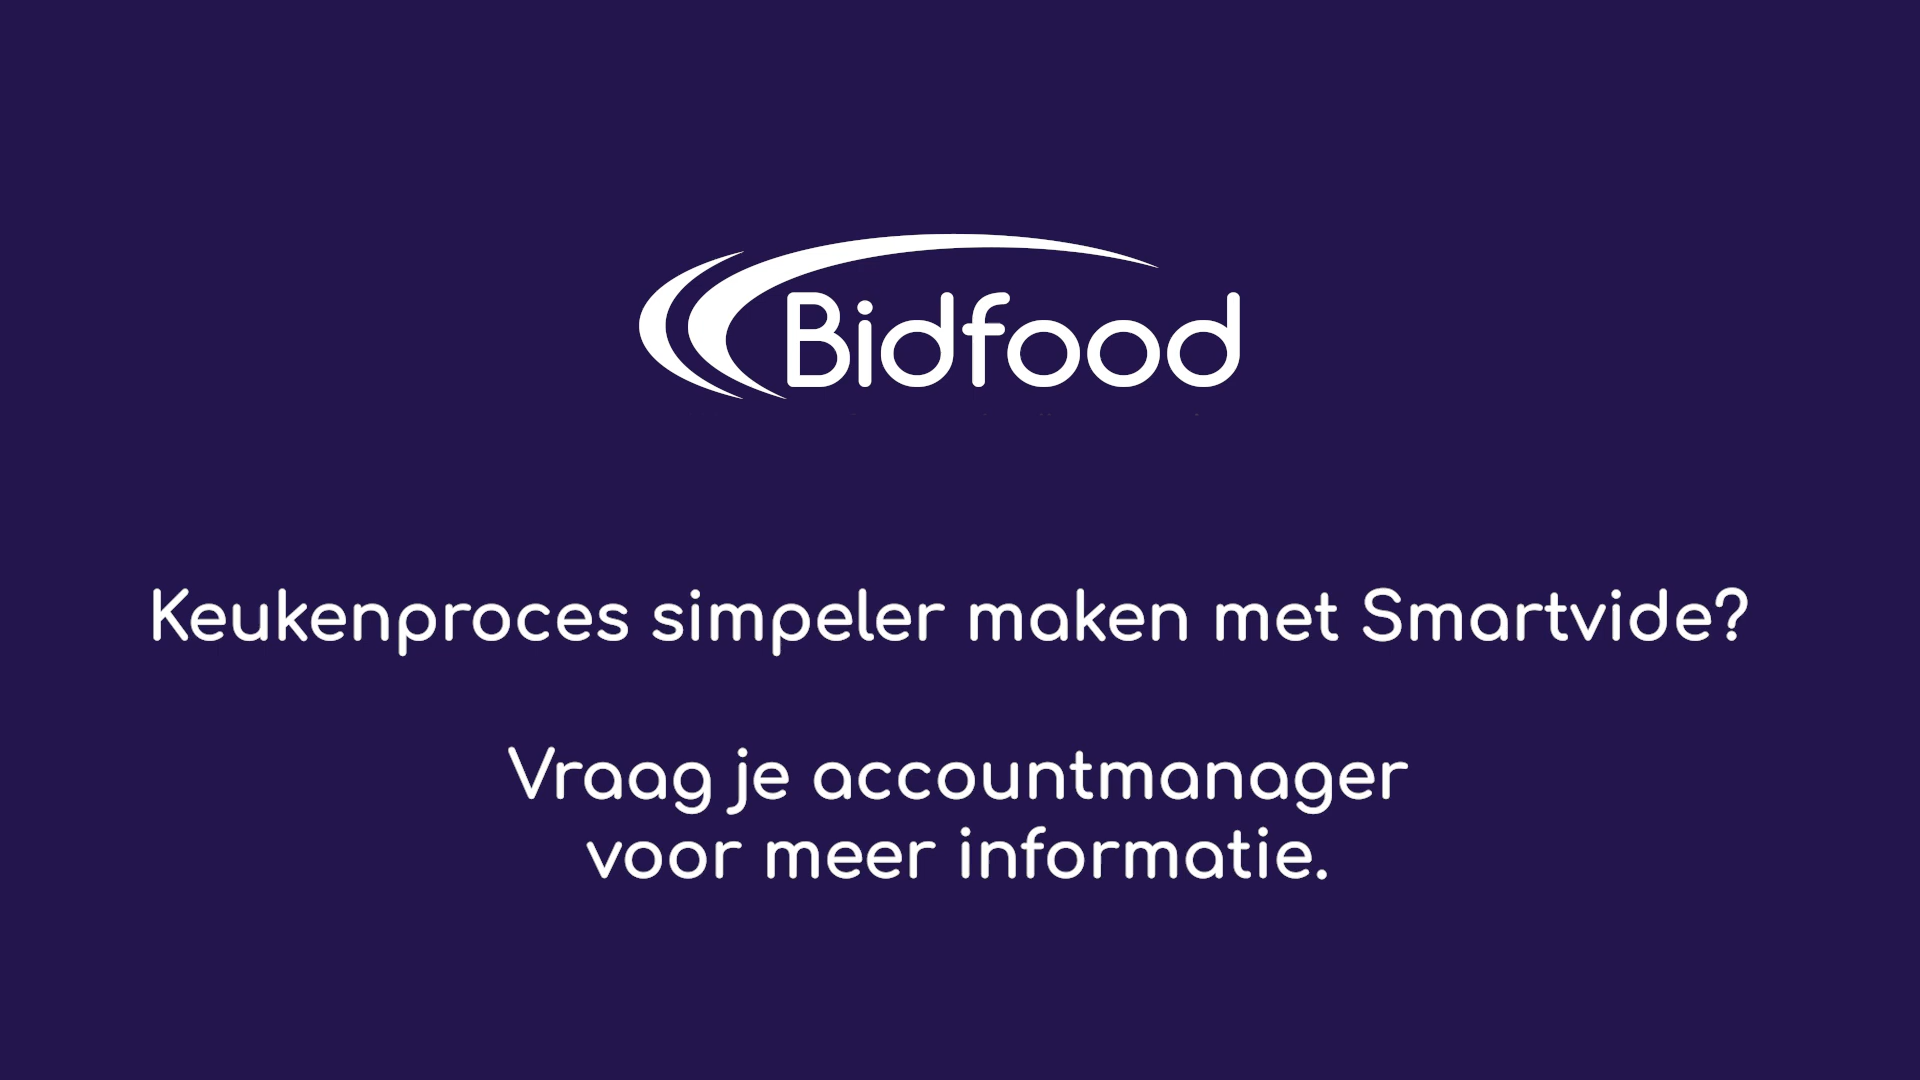 Bidfood
Keukenproces simpeler maken met Smartvide?
Vraag je accountmanager
voor meer informatie.